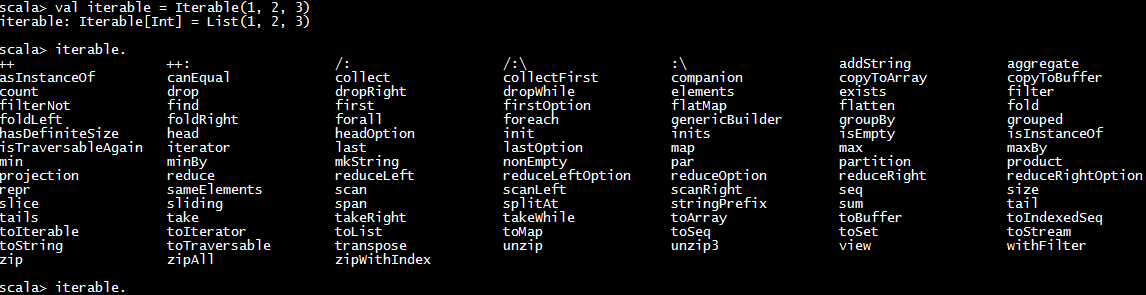 scala> val iterable = Iterable(1, 2, 3)
iterable: Iterable[Int] = List(1, 2, 3)
scala> iterable.
++ ++: /: /:\ :\ addString aggregate
asInstanceOf canEqual collect collectFirst companion copyToArray copyToBuffer
count drop dropRight dropWhile elements exists filter
filterNot find first firstOption flatMap flatten fold
foldLeft foldRight forall foreach genericBuilder groupBy grouped
hasDefiniteSize head headOption init inits isEmpty isInstanceOf
isTraversableAgain iterator last lastOption map max maxBy
min minBy mkString nonEmpty par partition product
projection reduce reduceLeft reduceLeftOption reduceOption reduceRight reduceRightOption
repr sameElements scan scanLeft scanRight seq size
slice sliding span splitAt stringPrefix sum tail
tails take takeRight takeWhile toArray toBuffer toIndexedSeq
toIterable toIterator toList toMap toSeq toSet toStream
toString toTraversable transpose unzip unzip3 view withFilter
zip zipAll zipWithIndex
scala> iterable.